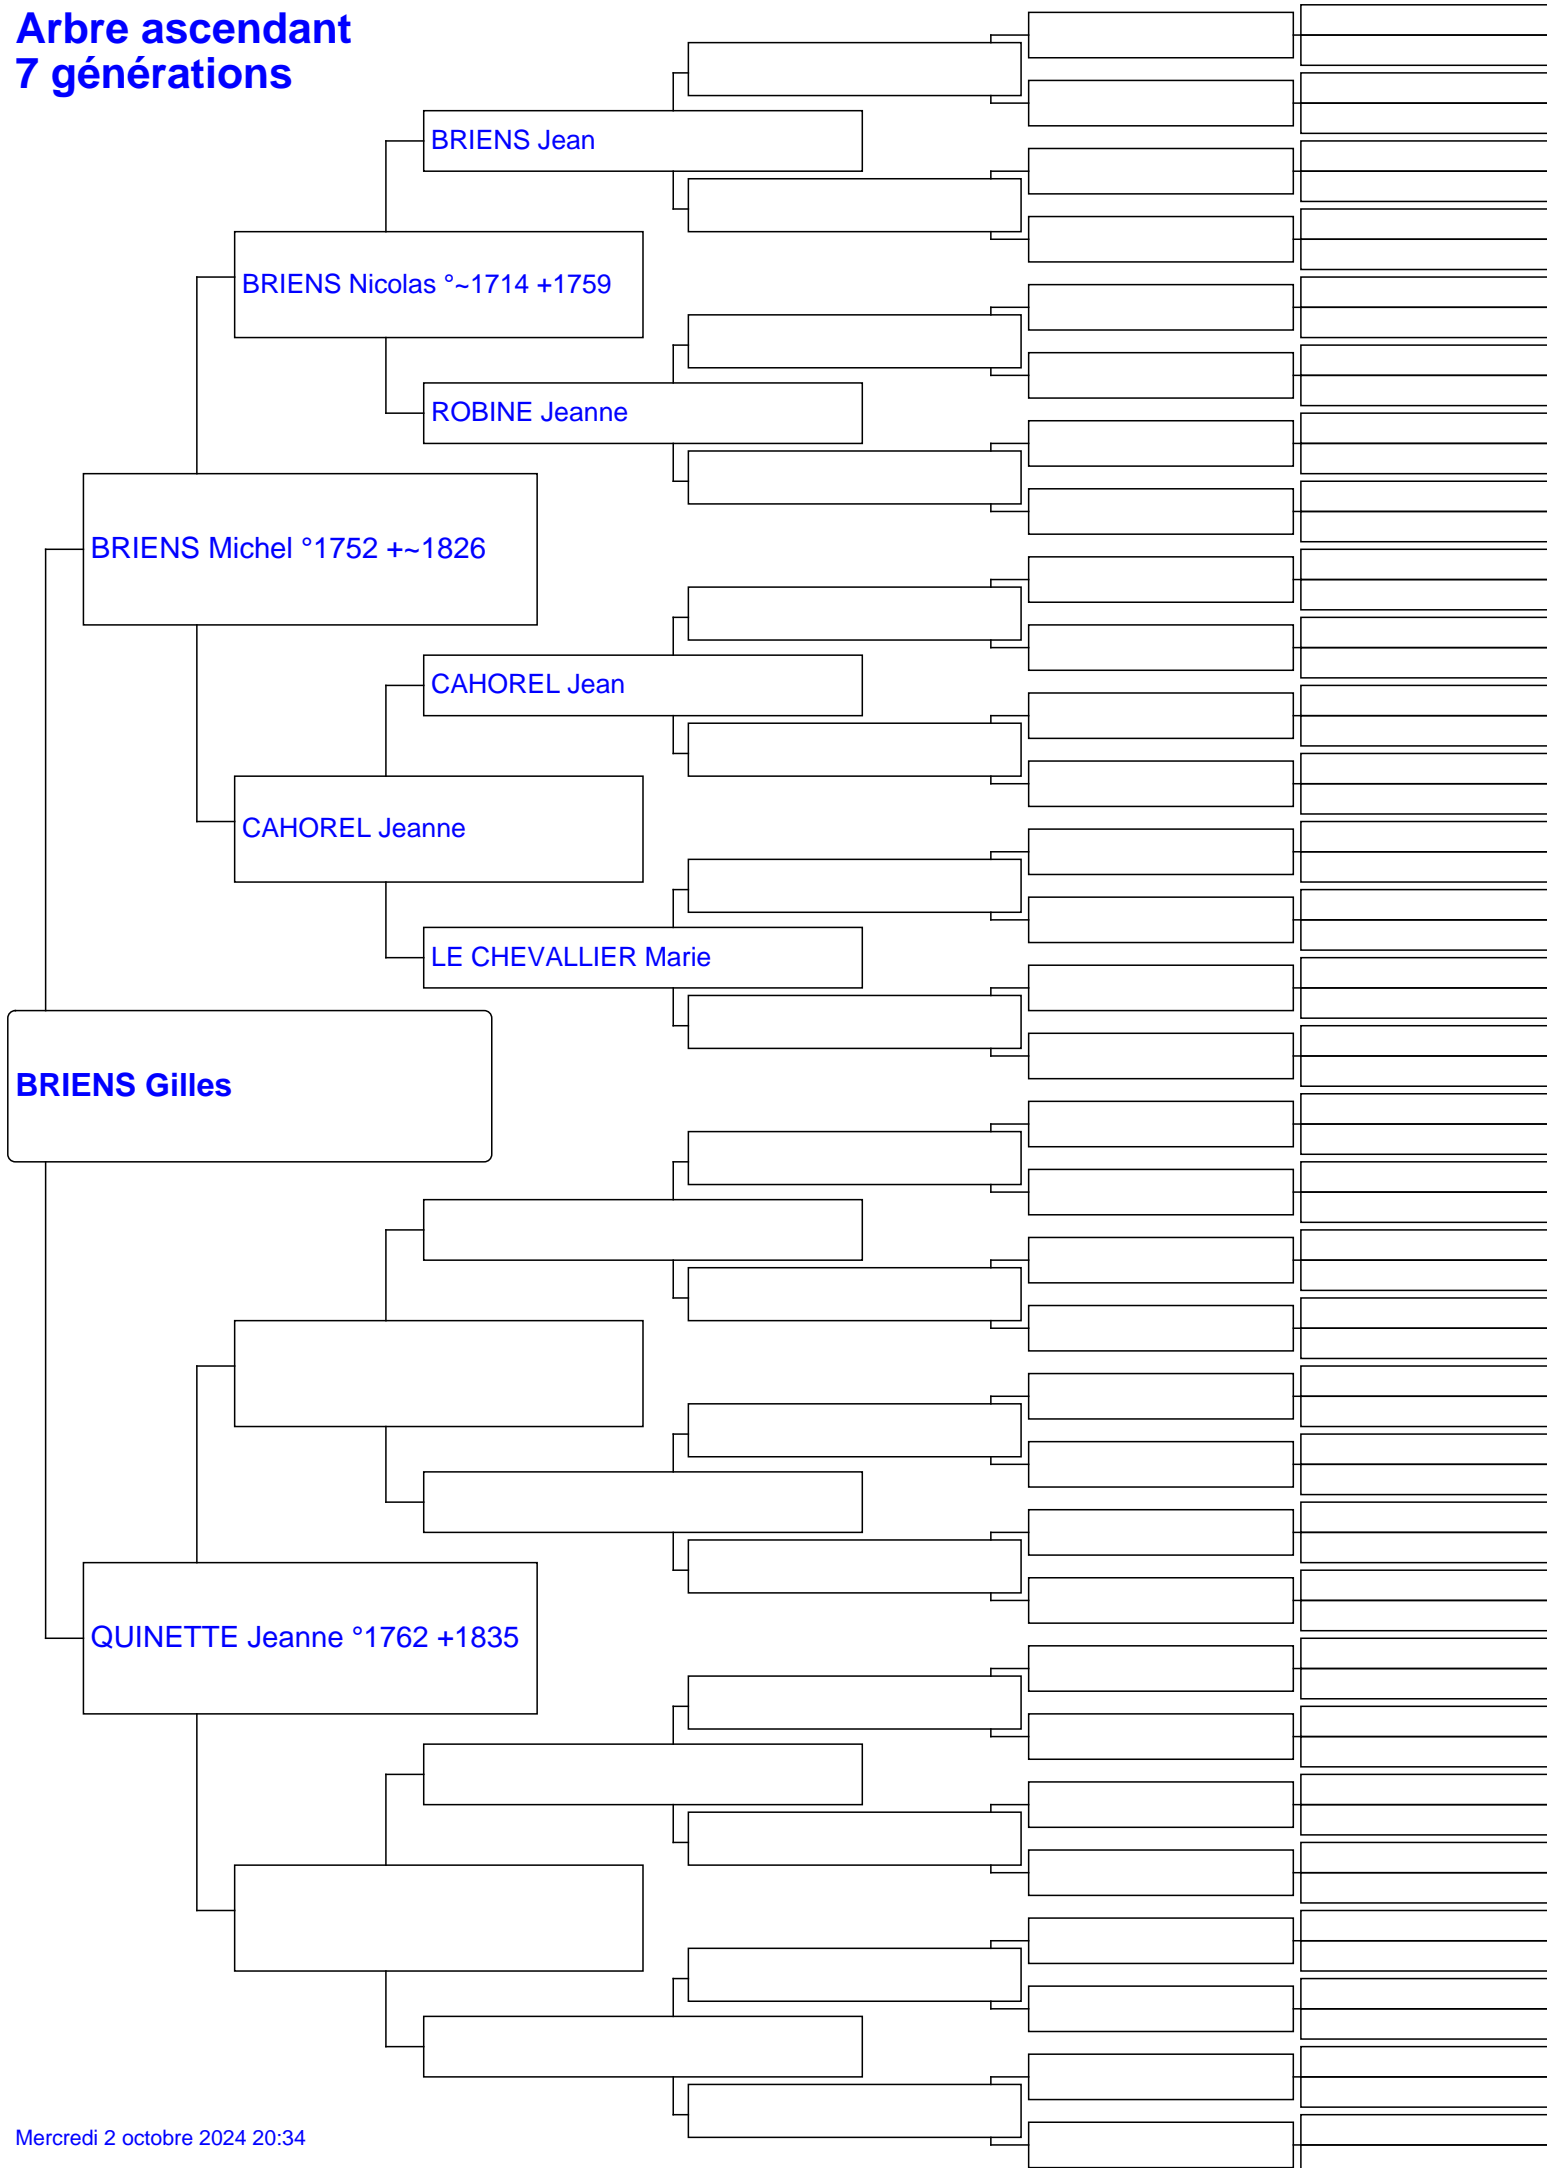 Arbre ascendant
7 générations
BRIENS Jean
BRIENS Nicolas °~1714 +1759
ROBINE Jeanne
BRIENS Michel °1752 +~1826
CAHOREL Jean
CAHOREL Jeanne
LE CHEVALLIER Marie
BRIENS Gilles
QUINETTE Jeanne °1762 +1835
Mercredi 2 octobre 2024 20:34